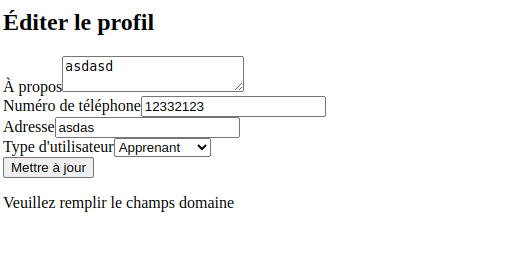 Éditer le profil
asdasd
À propos
Numéro de téléphone 12332123
Adresse asdas
Type d'utilisateur Apprenant
Mettre à jour
Veuillez remplir le champs domaine